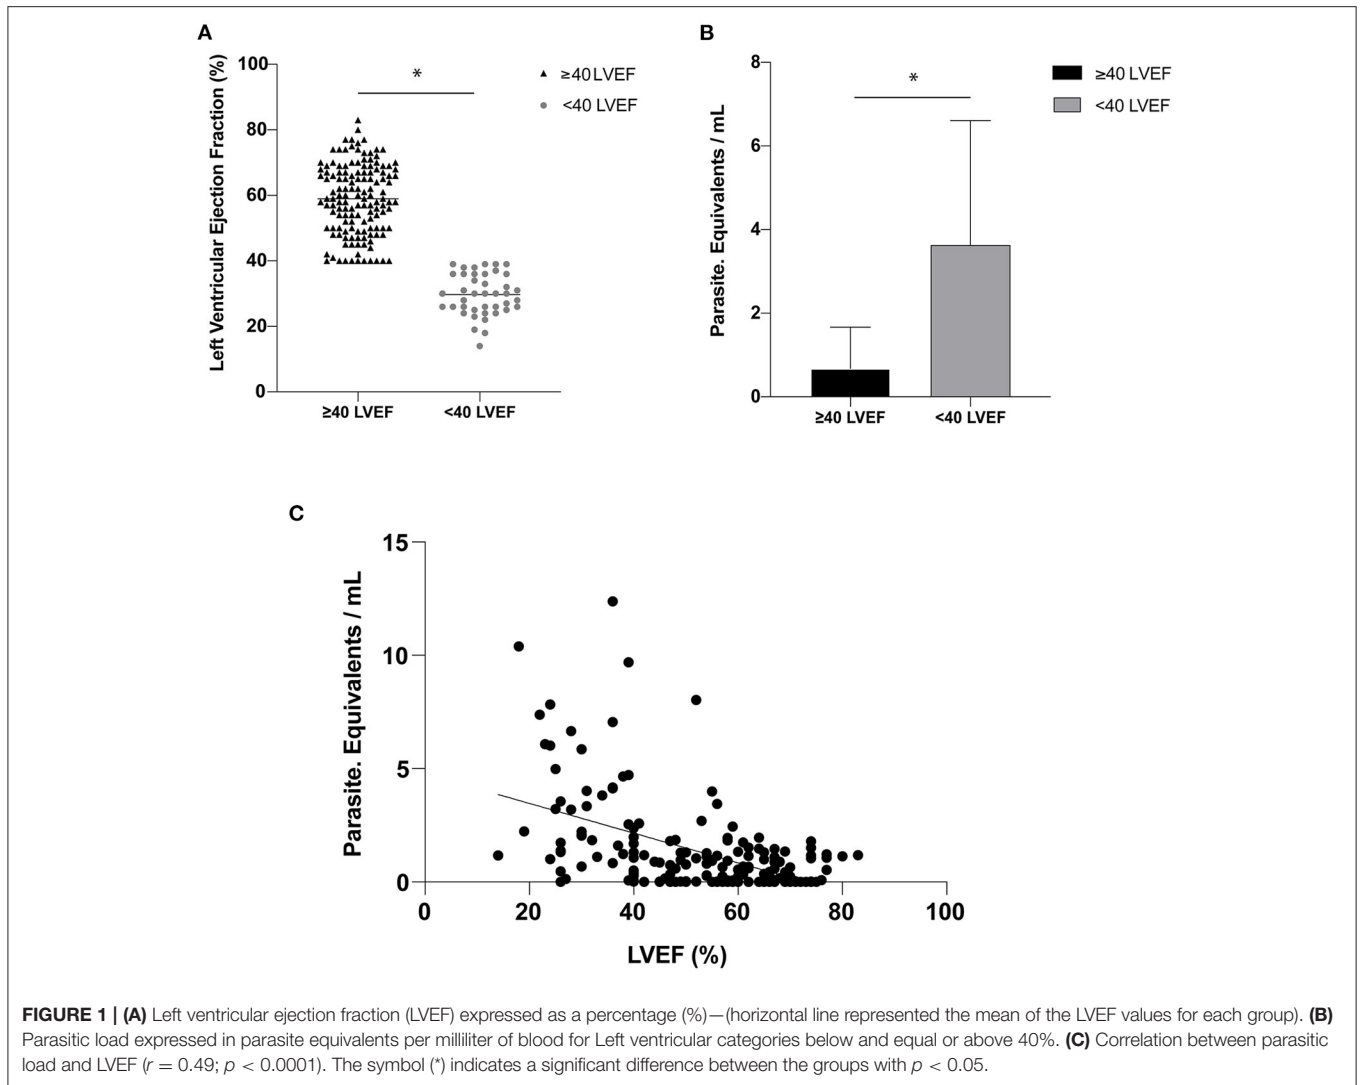 A
Left Ventricular Ejection Fraction (%)
100
80
60
40
20
0
*
≥40 LVEF
<40 LVEF
≥40 LVEF
<40 LVEF
B
Parasite. Equivalents / mL
8
6
4
2
0
*
≥40 LVEF
<40 LVEF
≥40 LVEF
<40 LVEF
C
Parasite. Equivalents / mL
15
10
5
0
0
20
40
60
80
100
LVEF (%)
FIGURE 1 | (A) Left ventricular ejection fraction (LVEF) expressed as a percentage (%)—(horizontal line represented the mean of the LVEF values for each group). (B)
Parasitic load expressed in parasite equivalents per milliliter of blood for Left ventricular categories below and equal or above 40%. (C) Correlation between parasitic
load and LVEF (r = 0.49; p < 0.0001). The symbol (*) indicates a significant difference between the groups with p < 0.05.